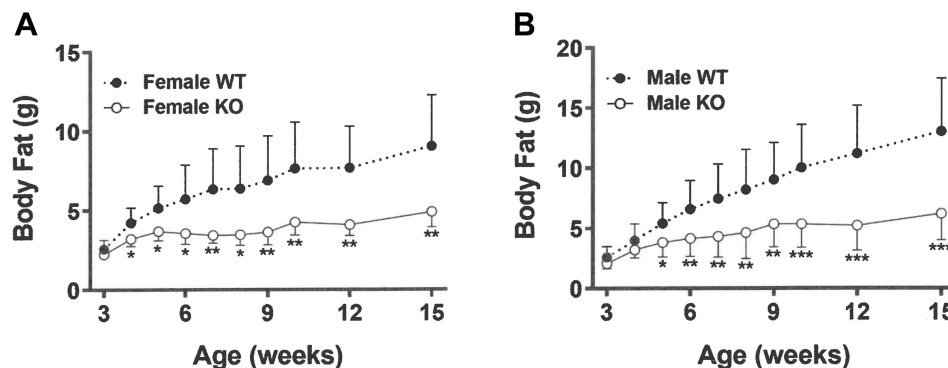 A
B
15
10
5
0
Body Fat (g)
Female WT
Female KO
* * * ** * ** ** ** **
3 6 9 12 15
Age (weeks)
20
15
10
5
0
Body Fat (g)
Male WT
Male KO
* ** ** ** ** *** *** ***
3 6 9 12 15
Age (weeks)